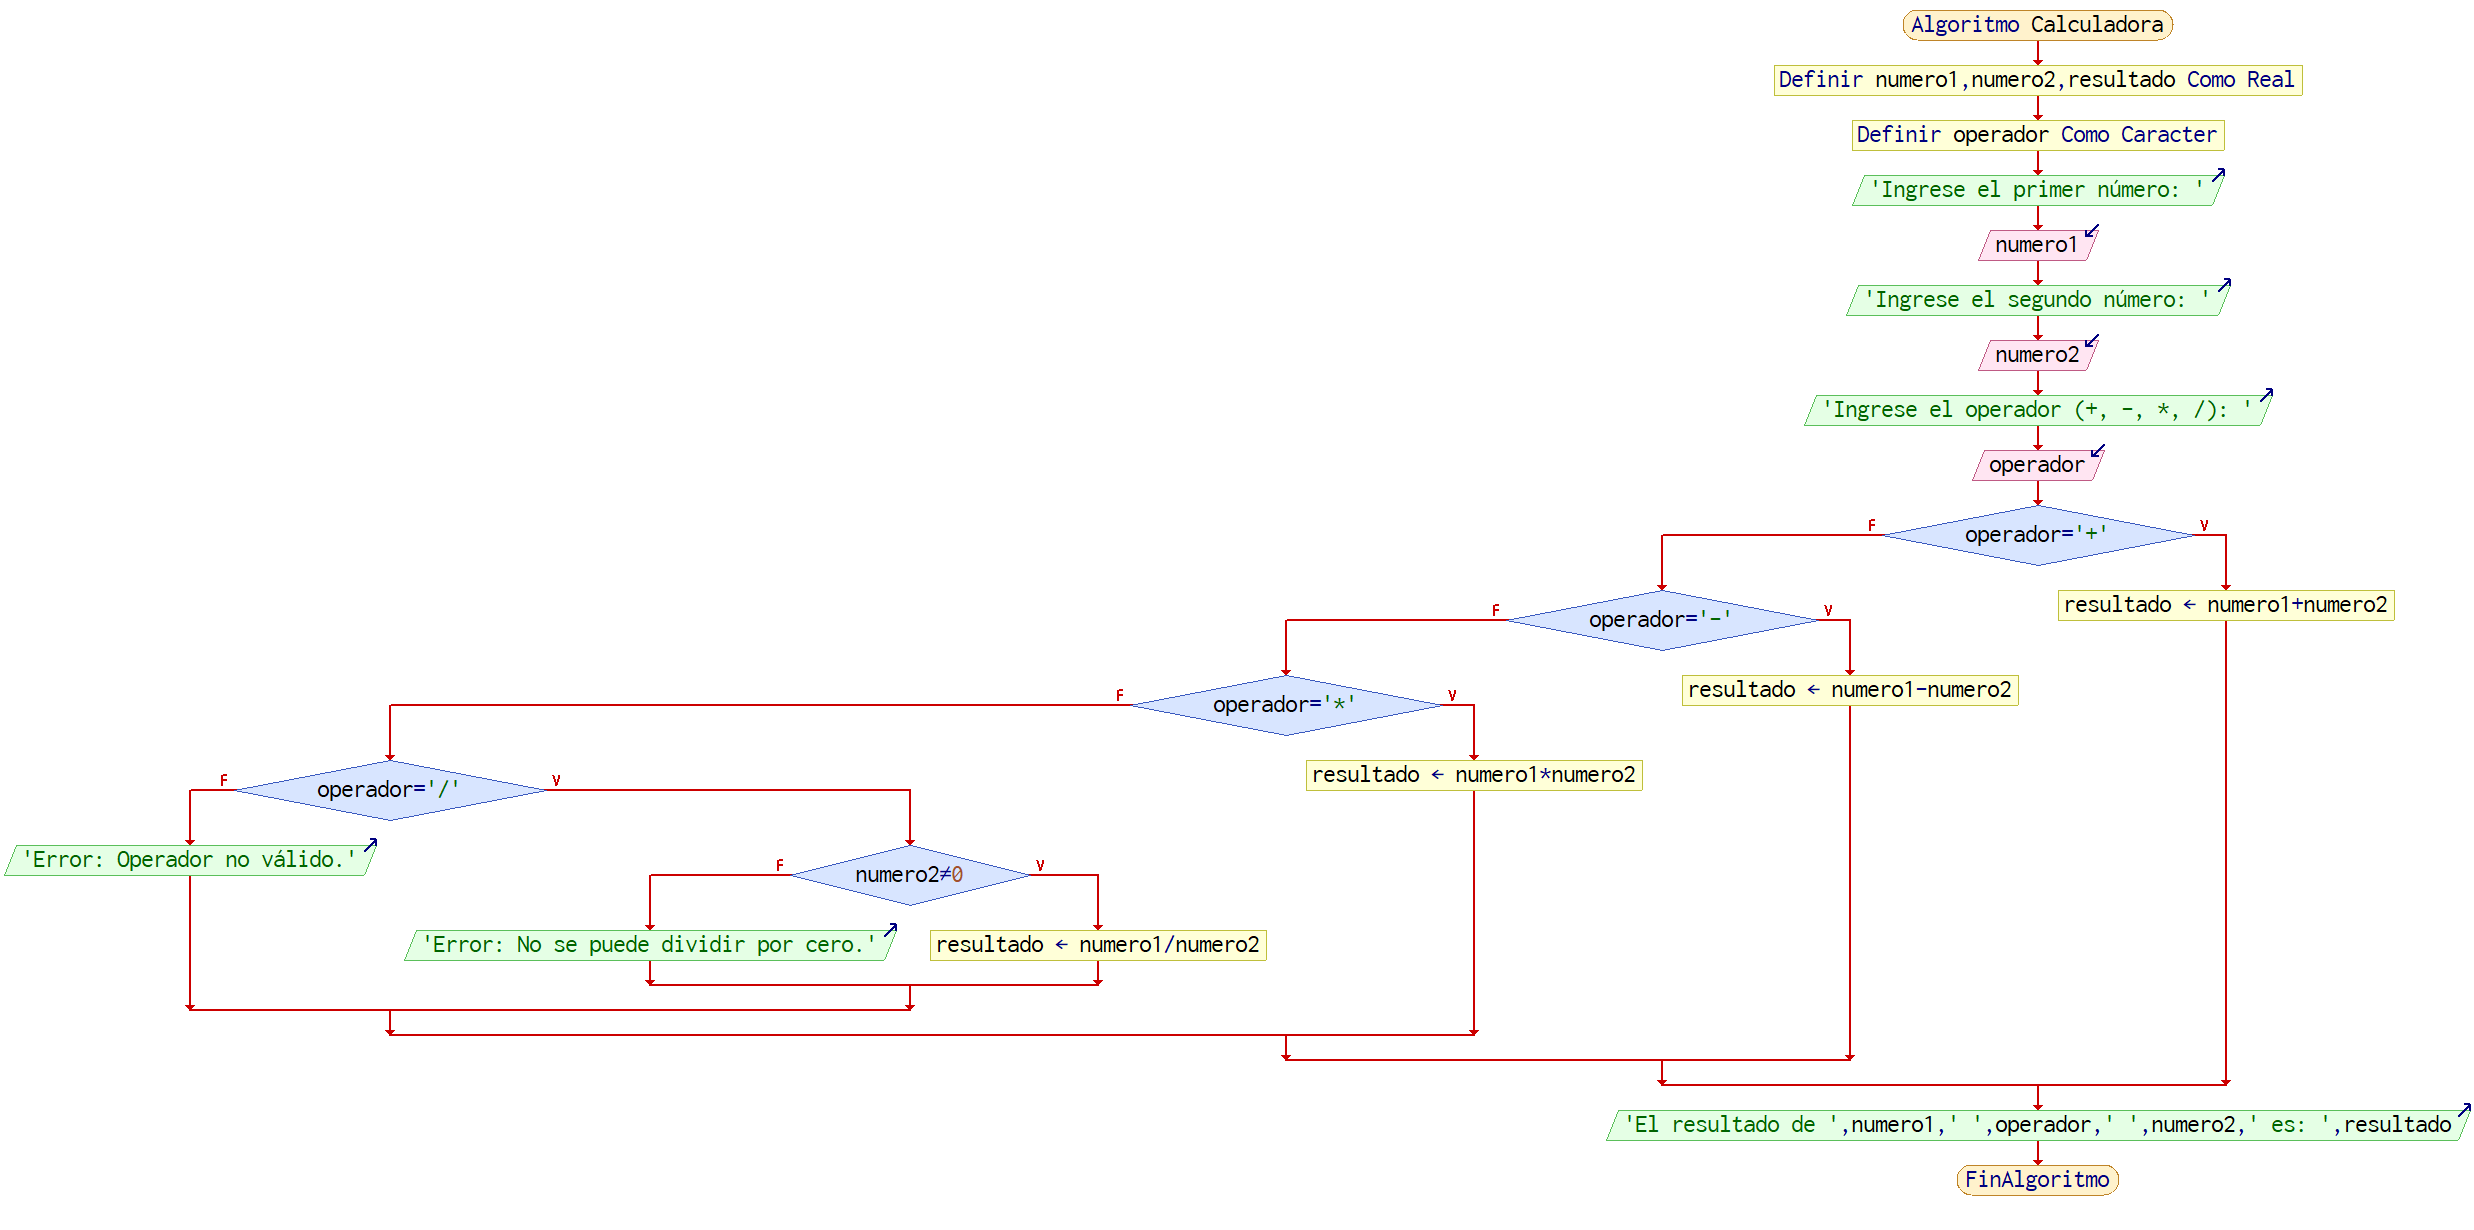 Algoritmo Calculadora
Definir numero1,numero2,resultado Como Real
Definir operador Como Caracter
'Ingrese el primer número: '
numero1
'Ingrese el segundo número: '
numero2
'Ingrese el operador (+, -, *, /): '
operador
F
operador='+'
V
resultado ← numero1+numero2
F
operador='-'
V
resultado ← numero1-numero2
F
operador='*'
V
resultado ← numero1*numero2
F
operador='/'
V
'Error: Operador no válido.'
F
numero2≠0
V
'Error: No se puede dividir por cero.'
resultado ← numero1/numero2
'El resultado de ',numero1,' ',operador,' ',numero2,' es: ',resultado
FinAlgoritmo